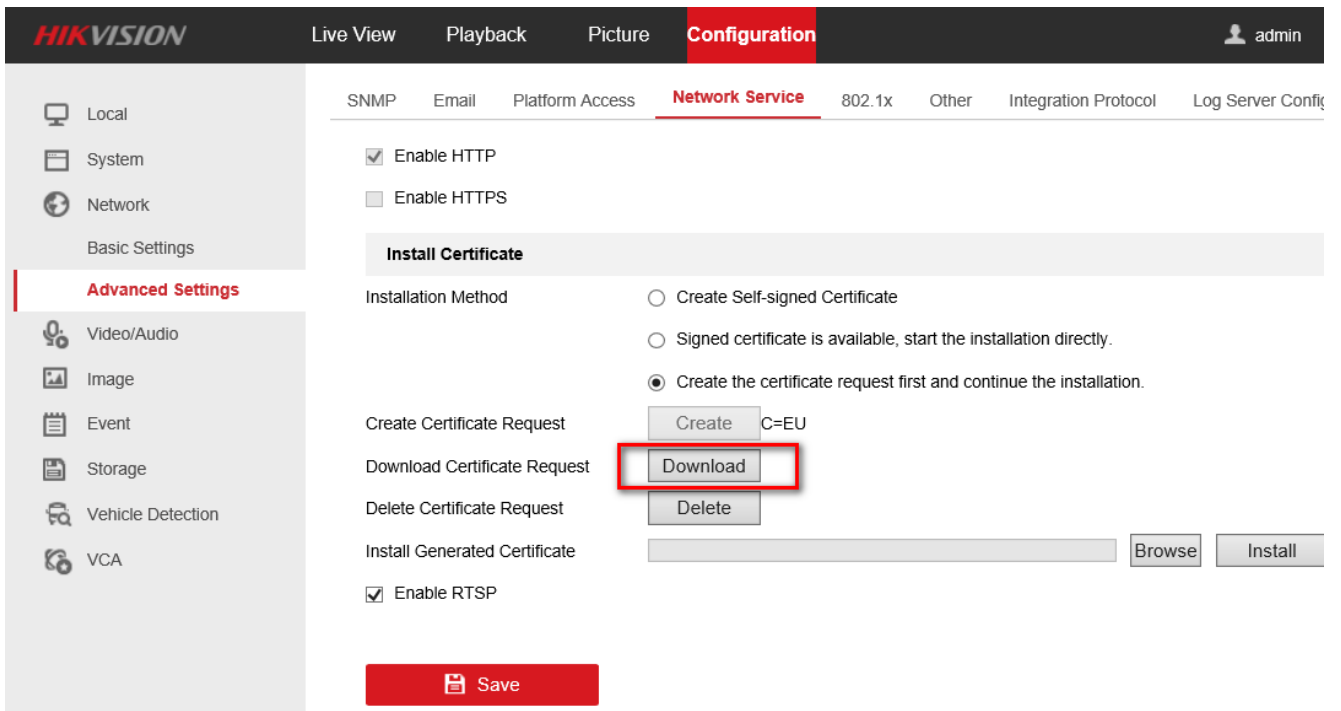 HIKVISION Live View Playback Picture Configuration admin
SNMP Email Platform Access Network Service 802.1x Other Integration Protocol Log Server Config
Local
System
Network
Basic Settings
Advanced Settings
Video/Audio
Image
Event
Storage
Vehicle Detection
VCA
Enable HTTP
Enable HTTPS
Install Certificate
Installation Method Create Self-signed Certificate
Signed certificate is available, start the installation directly.
Create the certificate request first and continue the installation.
Create Certificate Request Create C=EU
Download Certificate Request Download
Delete Certificate Request Delete
Install Generated Certificate Browse Install
Enable RTSP
Save